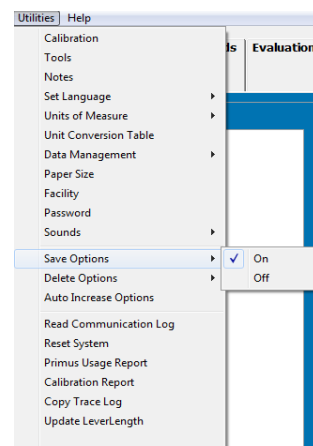 Utilities Help
Calibration
Tools
Evaluation
Notes
Set Language
Units of Measure
Unit Conversion Table
Data Management
Paper Size
Facility
Password
Sounds
Save Options
On
Delete Options
Off
Auto Increase Options
Read Communication Log
Reset System
Primus Usage Report
Calibration Report
Copy Trace Log
Update LeverLength